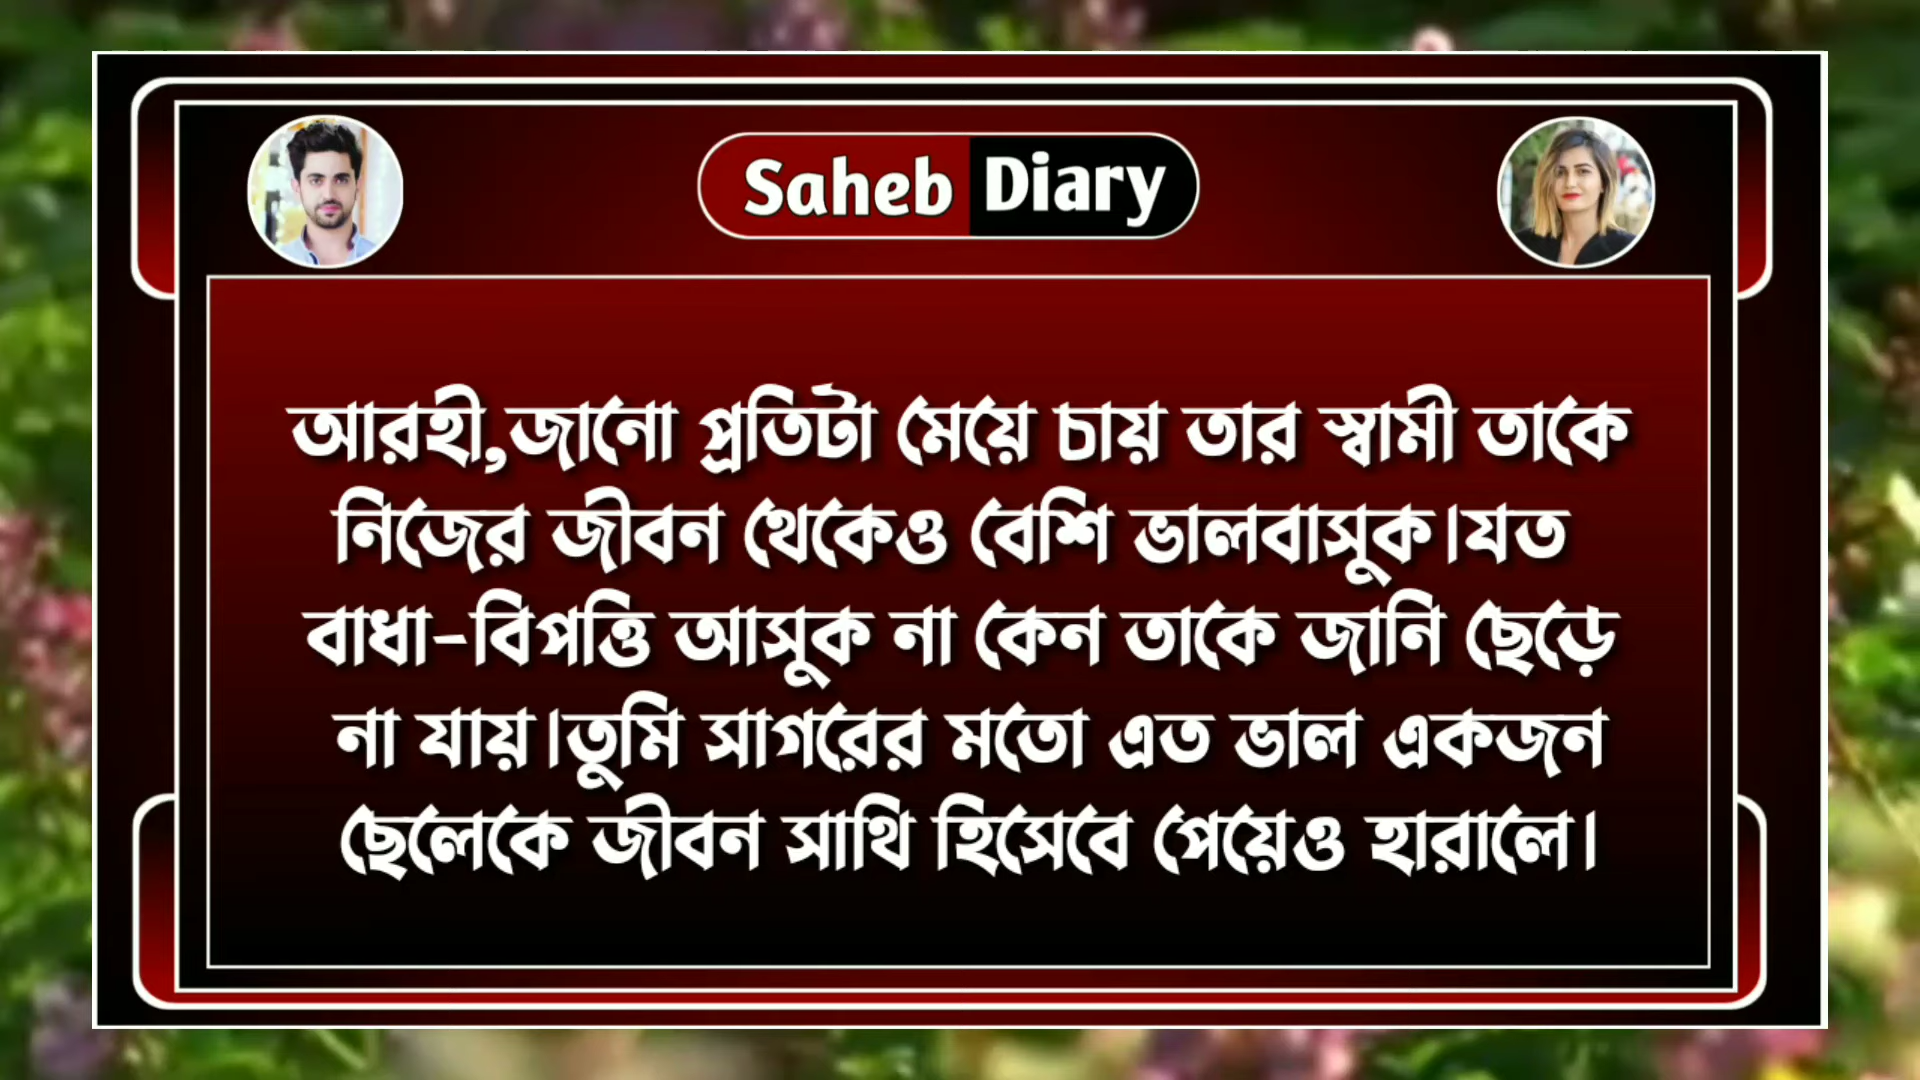 Saheb Diary
আরহী,জানো প্রতিটা মেয়ে চায় তার স্বামী তাকে
নিজের জীবন থেকেও বেশি ভালবাসুক।যত
বাধা-বিপত্তি আসুক না কেন তাকে জানি ছেড়ে
না যায়।তুমি সাগরের মতো এত ভাল একজন
ছেলেকে জীবন সাথি হিসেবে পেয়েও হারালে।